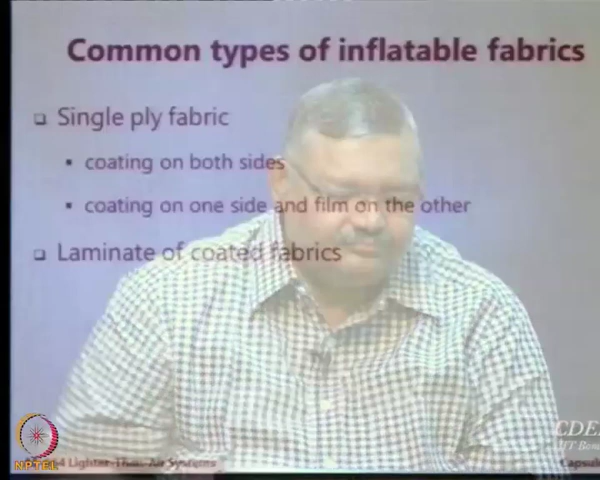 Common types of inflatable fabrics
❑ Single ply fabric
▪ coating on both sides
▪ coating on one side and film on the other
❑ Laminate of coated fabrics
CDE
NPTEL
Lighter-Than-Air Systems
Capsul